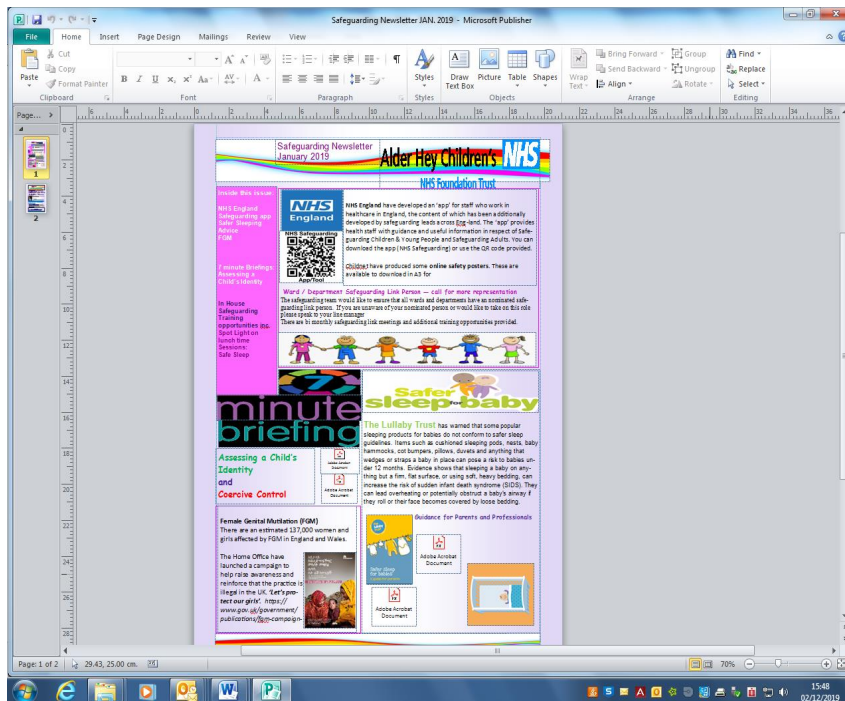 Safeguarding Newsletter JAN. 2019 - Microsoft Publisher
File Home Insert Page Design Mailings Review View
Paste
Cut
Copy
Format Painter
Clipboard
Font
Paragraph
Styles
Styles
Draw Text Box
Picture
Table
Shapes
Objects
Wrap Text
Bring Forward
Send Backward
Align
Group
Ungroup
Rotate
Arrange
Find
Replace
Select
Editing
Page...
1
2
Safeguarding Newsletter
January 2019
Alder Hey Children's NHS
NHS Foundation Trust
Inside this issue:
NHS England
Safeguarding app
Safer Sleeping
Advice
FGM
7 minute Briefings:
Assessing a
Child's Identity
In House
Safeguarding
Training
opportunities inc.
Spot Light on
lunch time
Sessions:
Safe Sleep
NHS
England
NHS Safeguarding
App/Tool
NHS England have developed an 'app' for staff who work in
healthcare in England, the content of which has been additionally
developed by safeguarding leads across Eng-land. The 'app' provides
health staff with guidance and useful information in respect of Safe-
guarding Children & Young People and Safeguarding Adults. You can
download the app (NHS Safeguarding) or use the QR code provided.
Childnet have produced some online safety posters. These are
available to download in A3 for
Ward / Department Safeguarding Link Person — call for more representation
The safeguarding team would like to ensure that all wards and departments have an nominated safe-
guarding link person. If you are unaware of your nominated person or would like to take on this role
please speak to your line manager
There are bi monthly safeguarding link meetings and additional training opportunities provided.
7
minute
briefing
Assessing a Child's
Identity
and
Coercive Control
Adobe Acrobat
Document
Adobe Acrobat
Document
Safer
sleep for baby
The Lullaby Trust has warned that some popular
sleeping products for babies do not conform to safer sleep
guidelines. Items such as cushioned sleeping pods, nests, baby
hammocks, cot bumpers, pillows, duvets and anything that
wedges or straps a baby in place can pose a risk to babies un-
der 12 months. Evidence shows that sleeping a baby on any-
thing but a firm, flat surface, or using soft, heavy bedding, can
increase the risk of sudden infant death syndrome (SIDS). They
can lead overheating or potentially obstruct a baby's airway if
they roll or their face becomes covered by loose bedding.
Female Genital Mutilation (FGM)
There are an estimated 137,000 women and
girls affected by FGM in England and Wales.
The Home Office have
launched a campaign to
help raise awareness and
reinforce that the practice is
illegal in the UK. 'Let's pro-
tect our girls'. https://
www.gov.uk/government/
publications/fgm-campaign-
Guidance for Parents and Professionals
Safer sleep
for babies
Adobe Acrobat
Document
Adobe Acrobat
Document
Page: 1 of 2
29.43, 25.00 cm.
70%
15:48
02/12/2019